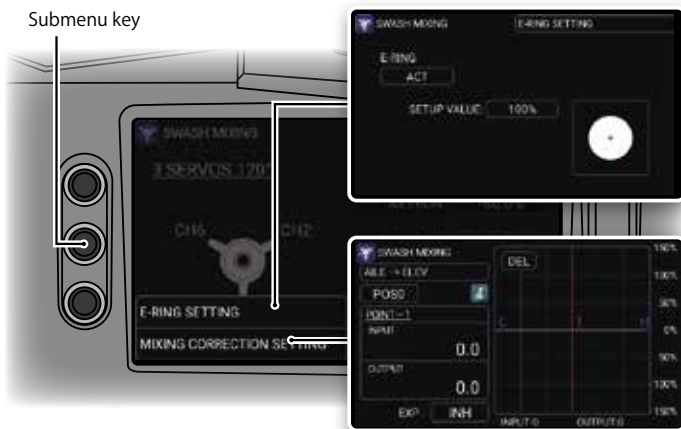 Submenu key
SWASH MIXING
E-RING SETTING
E-RING
ACT
SETUP VALUE:
100%
SWASH MIXING
3 SERVOS 120°
CH6
CH2
E-RING SETTING
MIXING CORRECTION SETTING
SWASH MIXING
DEL
AILE → ELEV
POS0
POINT-1
INPUT
0.0
OUTPUT
0.0
EXP
INH
150%
100%
50%
0%
50%
100%
150%
INPUT 0
OUTPUT 0